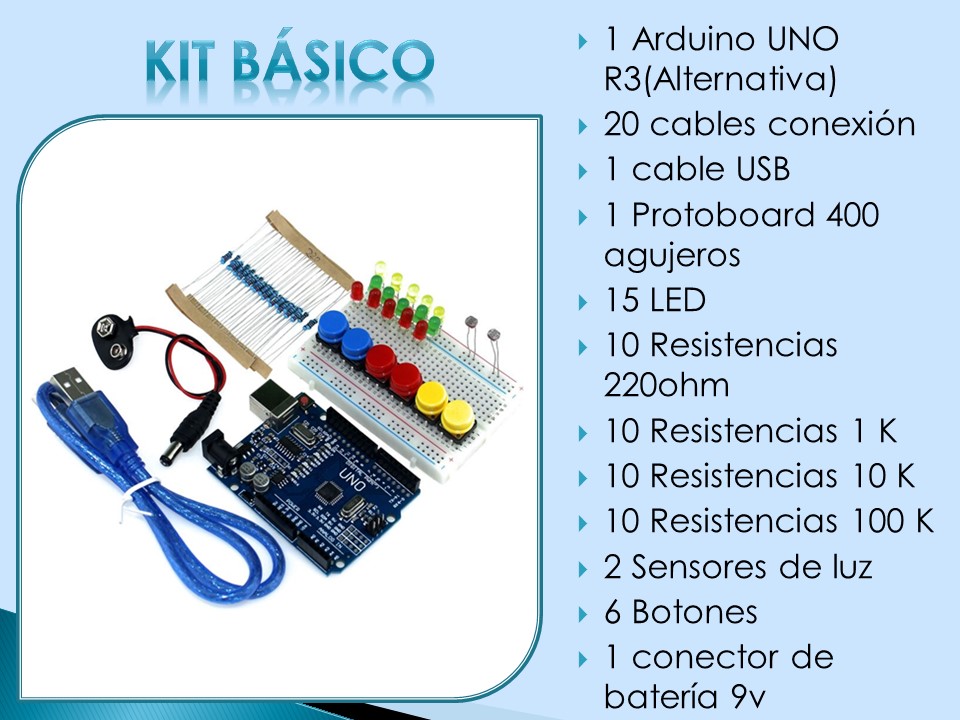 KIT BÁSICO
1 Arduino UNO
R3(Alternativa)
20 cables conexión
1 cable USB
1 Protoboard 400
agujeros
15 LED
10 Resistencias
220ohm
10 Resistencias 1 K
10 Resistencias 10 K
10 Resistencias 100 K
2 Sensores de luz
6 Botones
1 conector de
batería 9v
UNO